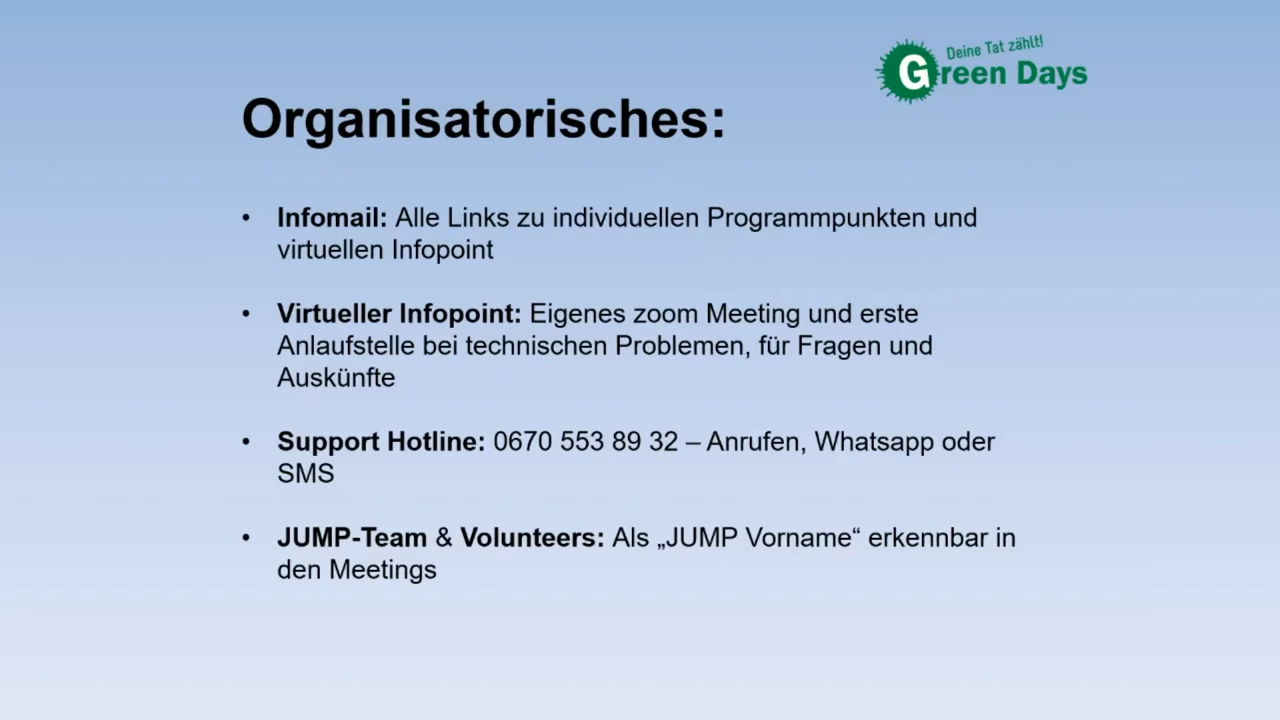 Deine Tat zählt!
Green Days
Organisatorisches:
• Infomail: Alle Links zu individuellen Programmpunkten und
virtuellen Infopoint
• Virtueller Infopoint: Eigenes zoom Meeting und erste
Anlaufstelle bei technischen Problemen, für Fragen und
Auskünfte
• Support Hotline: 0670 553 89 32 – Anrufen, Whatsapp oder
SMS
• JUMP-Team & Volunteers: Als „JUMP Vorname“ erkennbar in
den Meetings